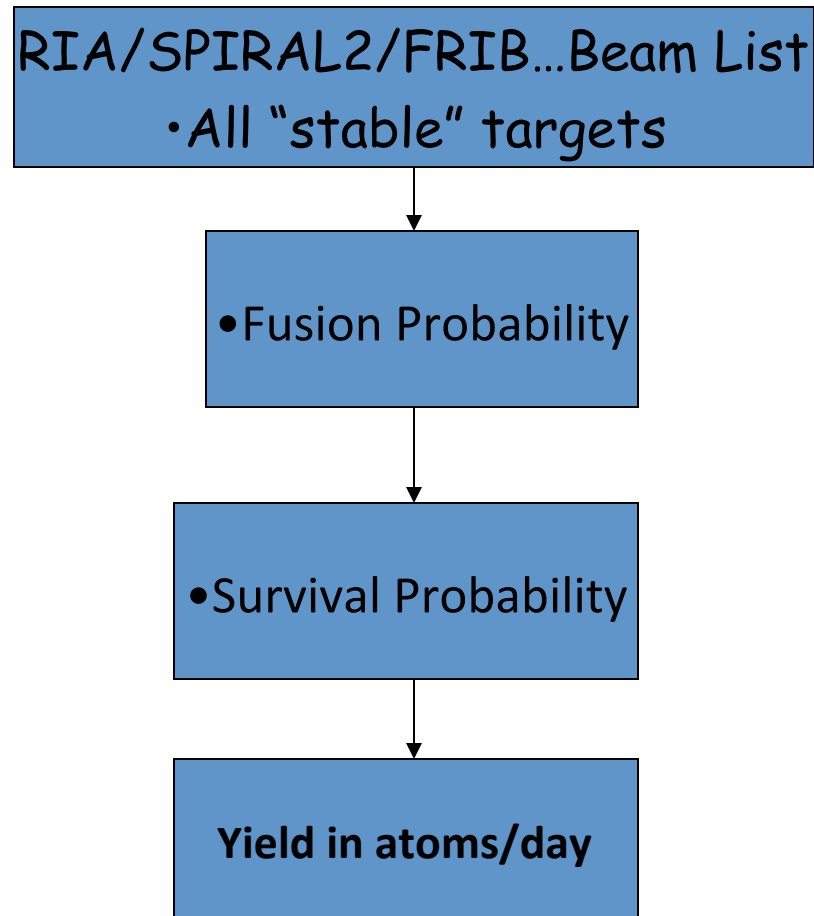 RIA/SPIRAL2/FRIB…Beam List
•All “stable” targets
•Fusion Probability
•Survival Probability
Yield in atoms/day